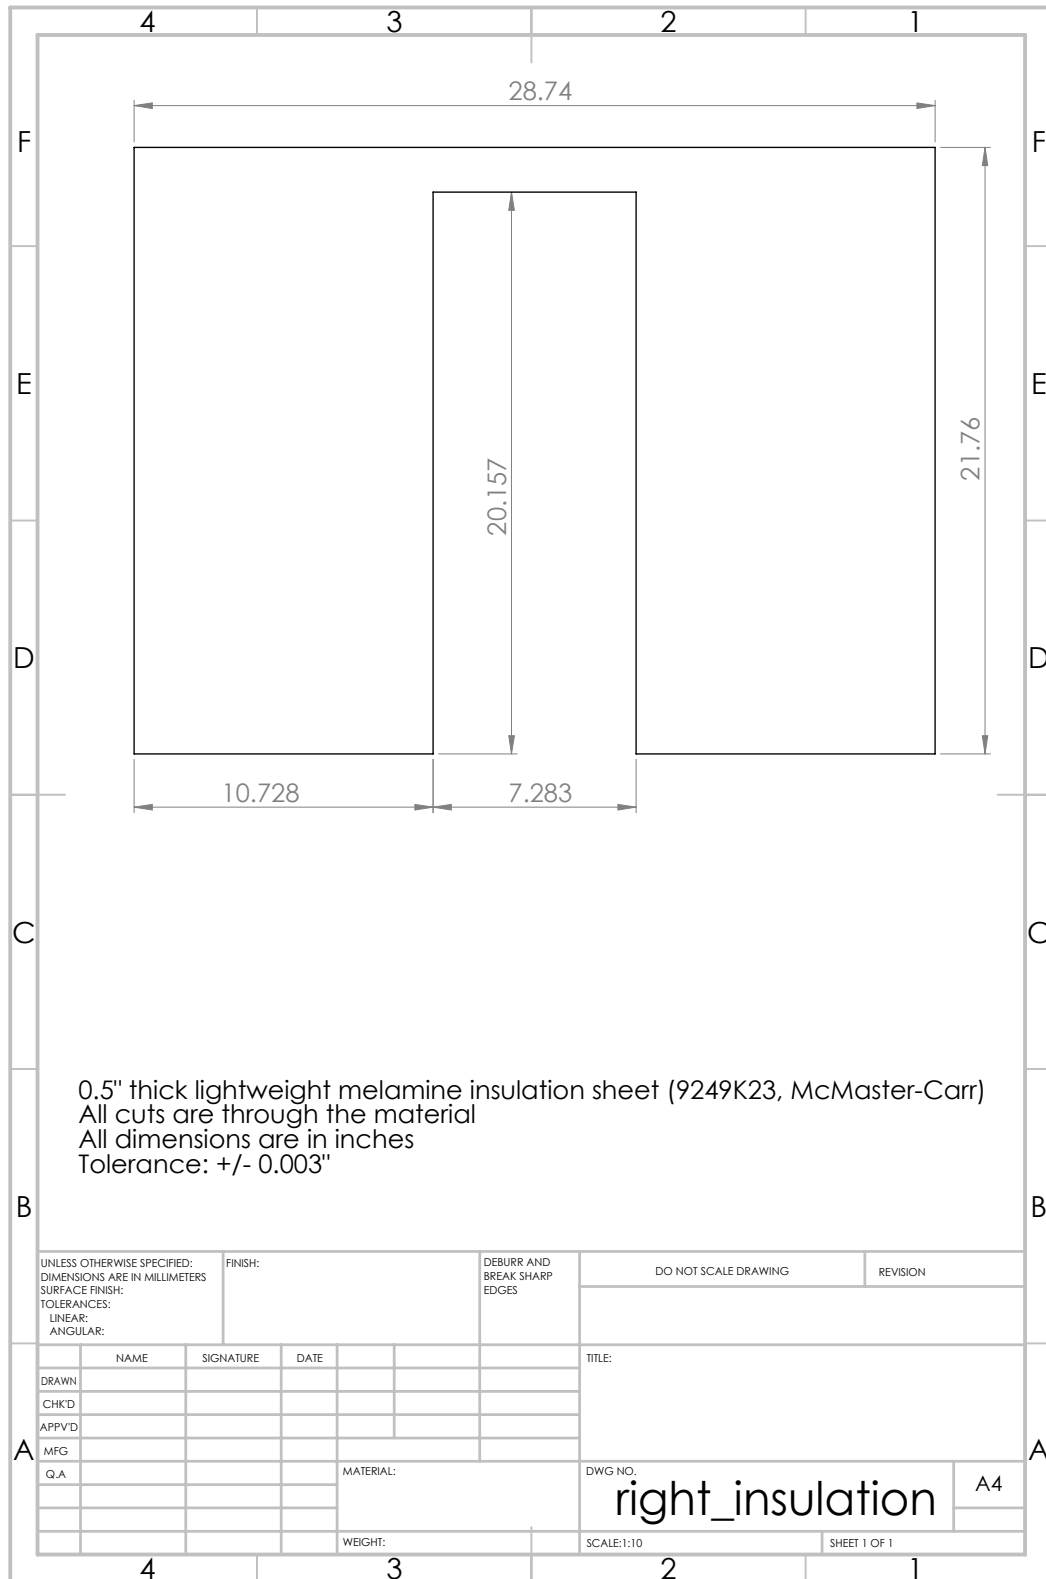 4 3 2 1
28.74
F F
E E
20.157
21.76
D D
10.728 7.283
C C
0.5" thick lightweight melamine insulation sheet (9249K23, McMaster-Carr)
All cuts are through the material
All dimensions are in inches
Tolerance: +/- 0.003"
B B
UNLESS OTHERWISE SPECIFIED:
DIMENSIONS ARE IN MILLIMETERS
SURFACE FINISH:
TOLERANCES:
LINEAR:
ANGULAR:
FINISH:
DEBURR AND
BREAK SHARP
EDGES
DO NOT SCALE DRAWING
REVISION
NAME SIGNATURE DATE
TITLE:
DRAWN
CHK'D
APPV'D
MFG
Q.A
A A
MATERIAL:
DWG NO.
right_insulation
A4
WEIGHT:
SCALE:1:10
SHEET 1 OF 1
4 3 2 1